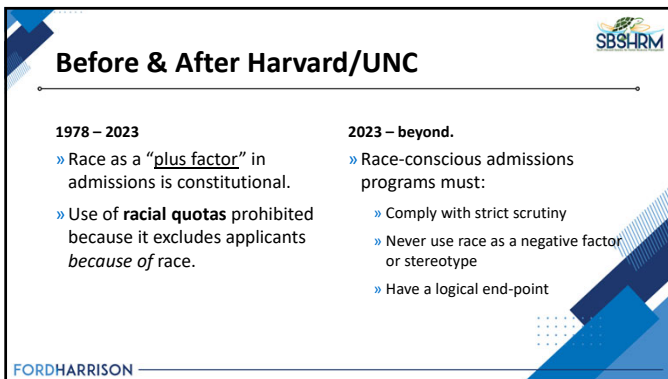 SBSHRM
Before & After Harvard/UNC
1978 – 2023
» Race as a “plus factor” in
admissions is constitutional.
» Use of racial quotas prohibited
because it excludes applicants
because of race.
2023 – beyond.
» Race-conscious admissions
programs must:
» Comply with strict scrutiny
» Never use race as a negative factor
or stereotype
» Have a logical end-point
FORDHARRISON